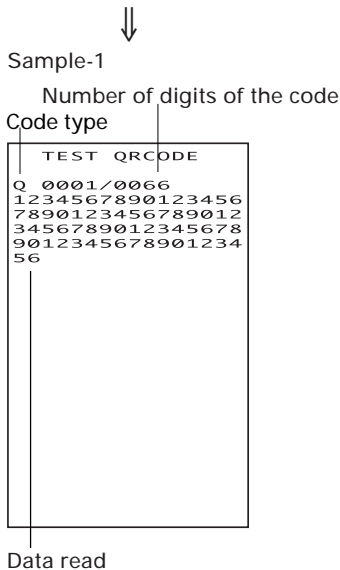 ⇓
Sample-1
Number of digits of the code
Code type
TEST QRCODE
Q 0001/0066
1234567890123456
7890123456789012
3456789012345678
9012345678901234
56
Data read